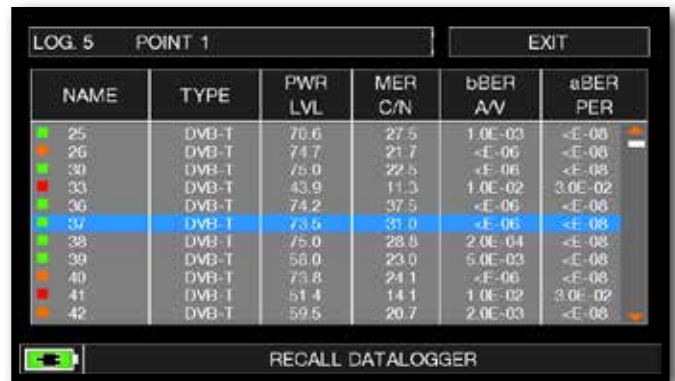 LOG. 5 POINT 1 EXIT
NAME TYPE PWR LVL MER C/N bBER A/V aBER PER
25 DVB-T 70.6 27.5 1.0E-03 <E-08
26 DVB-T 74.7 21.7 <E-06 <E-08
30 DVB-T 75.0 22.5 <E-06 <E-08
33 DVB-T 43.9 11.3 1.0E-02 3.0E-02
36 DVB-T 74.2 37.5 <E-06 <E-08
37 DVB-T 73.5 31.0 <E-06 <E-08
38 DVB-T 75.0 28.8 2.0E-04 <E-08
39 DVB-T 58.0 23.0 5.0E-03 <E-08
40 DVB-T 73.8 24.1 <E-06 <E-08
41 DVB-T 51.4 14.1 1.0E-02 3.0E-02
42 DVB-T 59.5 20.7 2.0E-03 <E-08
RECALL DATALOGGER